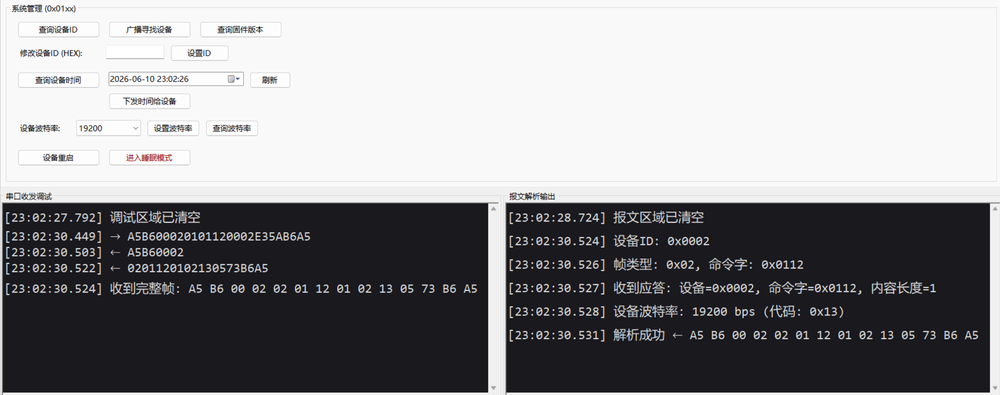 系统管理 (0x01xx)
查询设备ID 广播寻找设备 查询固件版本
修改设备ID (HEX): 设置ID
查询设备时间 2026-06-10 23:02:26 刷新
下发时间给设备
设备波特率: 19200 设置波特率 查询波特率
设备重启 进入睡眠模式
串口收发调试
[23:02:27.792] 调试区域已清空
[23:02:30.449] → A5B600020101120002E35AB6A5
[23:02:30.503] ← A5B60002
[23:02:30.522] ← 02011201021305​73B6A5
[23:02:30.524] 收到完整帧: A5 B6 00 02 02 01 12 01 02 13 05 73 B6 A5
报文解析输出
[23:02:28.724] 报文区域已清空
[23:02:30.524] 设备ID: 0x0002
[23:02:30.526] 帧类型: 0x02, 命令字: 0x0112
[23:02:30.527] 收到应答: 设备=0x0002, 命令字=0x0112, 内容长度=1
[23:02:30.528] 设备波特率: 19200 bps (代码: 0x13)
[23:02:30.531] 解析成功 ← A5 B6 00 02 02 01 12 01 02 13 05 73 B6 A5